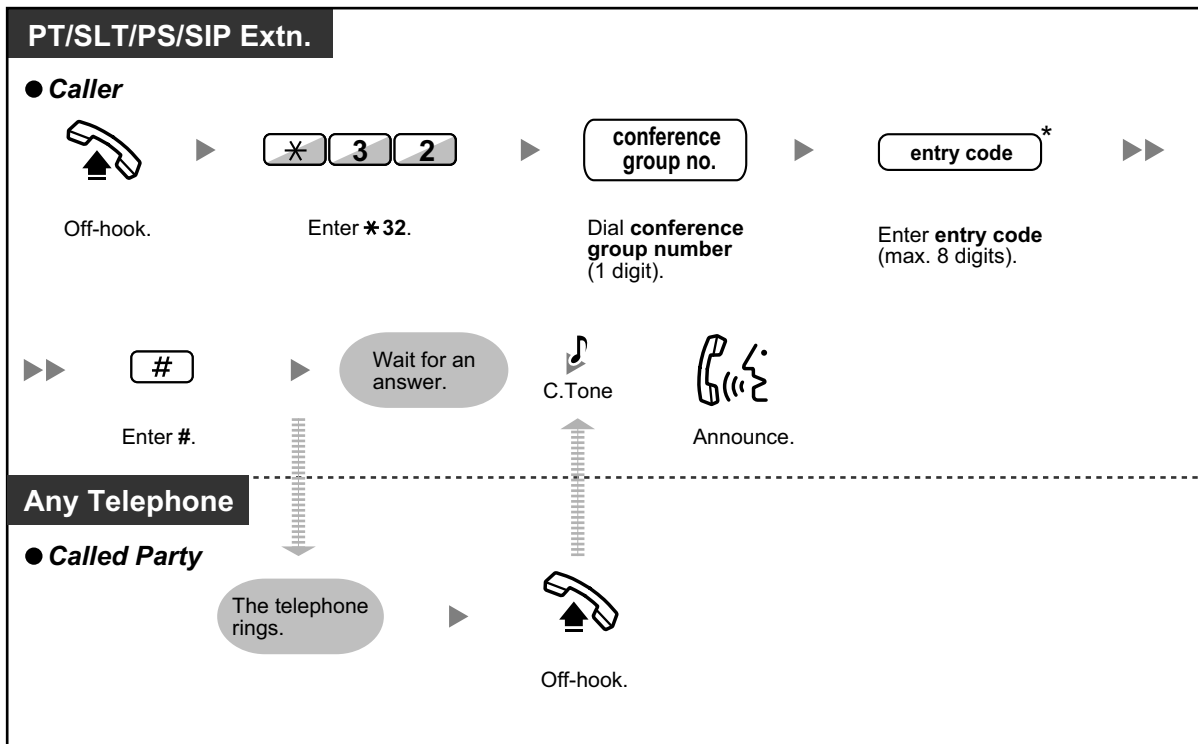 PT/SLT/PS/SIP Extn.
Caller
✳ 3 2
conference
group no.
entry code
*
Off-hook.
Enter ✳32.
Dial conference
group number
(1 digit).
Enter entry code
(max. 8 digits).
#
Wait for an
answer.
C.Tone
Enter #.
Announce.
Any Telephone
Called Party
The telephone
rings.
Off-hook.